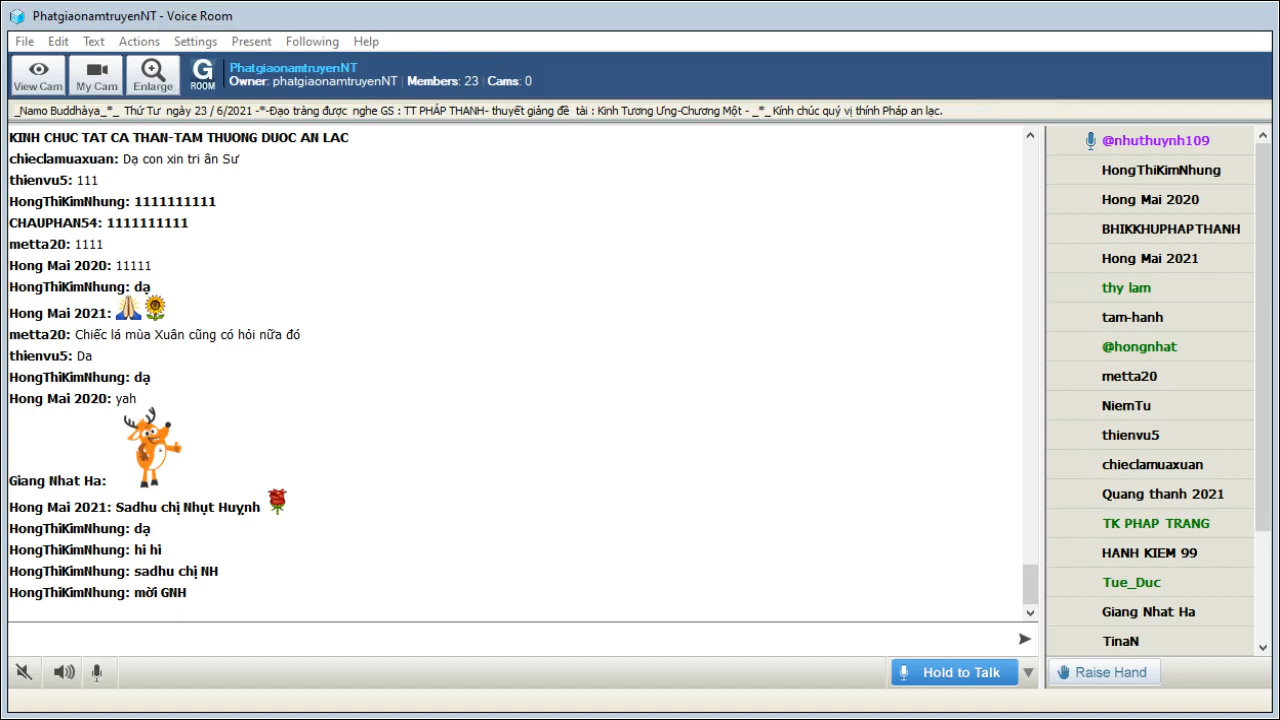 PhatgiaonamtruyenNT - Voice Room
File Edit Text Actions Settings Present Following Help
View Cam
My Cam
Enlarge
G
ROOM
PhatgiaonamtruyenNT
Owner: phatgiaonamtruyenNT Members: 23 Cams: 0
_Namo Buddhàya_*_ Thứ Tư ngày 23 / 6/2021 -*-Đạo tràng được nghe GS : TT PHÁP THANH- thuyết giảng đề tài : Kinh Tương Ưng-Chương Một - _*_ Kính chúc quý vị thính Pháp an lạc.
KINH CHUC TAT CA THAN-TAM THUONG DUOC AN LAC
chieclamuaxuan: Dạ con xin tri ân Sư
thienvu5: 111
HongThiKimNhung: 1111111111
CHAUPHAN54: 1111111111
metta20: 1111
Hong Mai 2020: 11111
HongThiKimNhung: dạ
Hong Mai 2021:
metta20: Chiếc lá mùa Xuân cũng có hỏi nữa đó
thienvu5: Da
HongThiKimNhung: dạ
Hong Mai 2020: yah
Giang Nhat Ha:
Hong Mai 2021: Sadhu chị Nhụt Huỳnh
HongThiKimNhung: dạ
HongThiKimNhung: hi hi
HongThiKimNhung: sadhu chị NH
HongThiKimNhung: mời GNH
Hold to Talk
@nhuthuynh109
HongThiKimNhung
Hong Mai 2020
BHIKKHUPHAPTHANH
Hong Mai 2021
thy lam
tam-hanh
@hongnhat
metta20
NiemTu
thienvu5
chieclamuaxuan
Quang thanh 2021
TK PHAP TRANG
HANH KIEM 99
Tue_Duc
Giang Nhat Ha
TinaN
Raise Hand